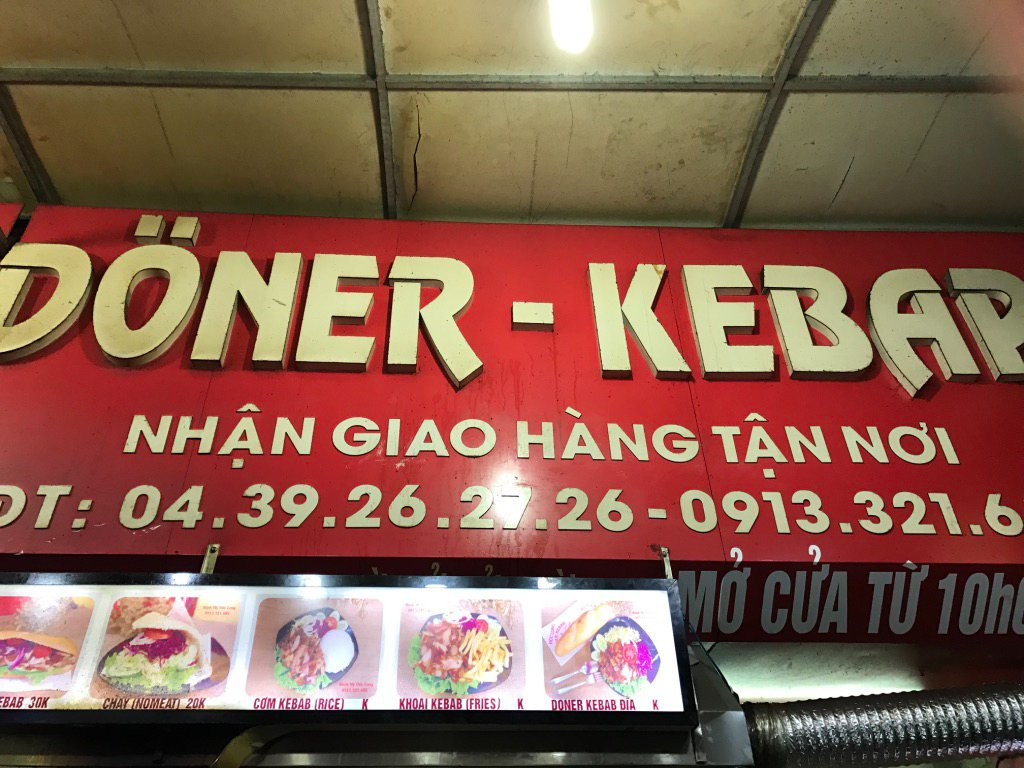 DÖNER - KEBAP
NHẬN GIAO HÀNG TẬN NƠI
ĐT: 04.39.26.27.26 - 0913.321.6
MỞ CỬA TỪ 10h
KEBAB 30K
CHAY (NOMEAT) 20K
CƠM KEBAB (RICE) K
KHOAI KEBAB (FRIES) K
DONER KEBAB ĐĨA K